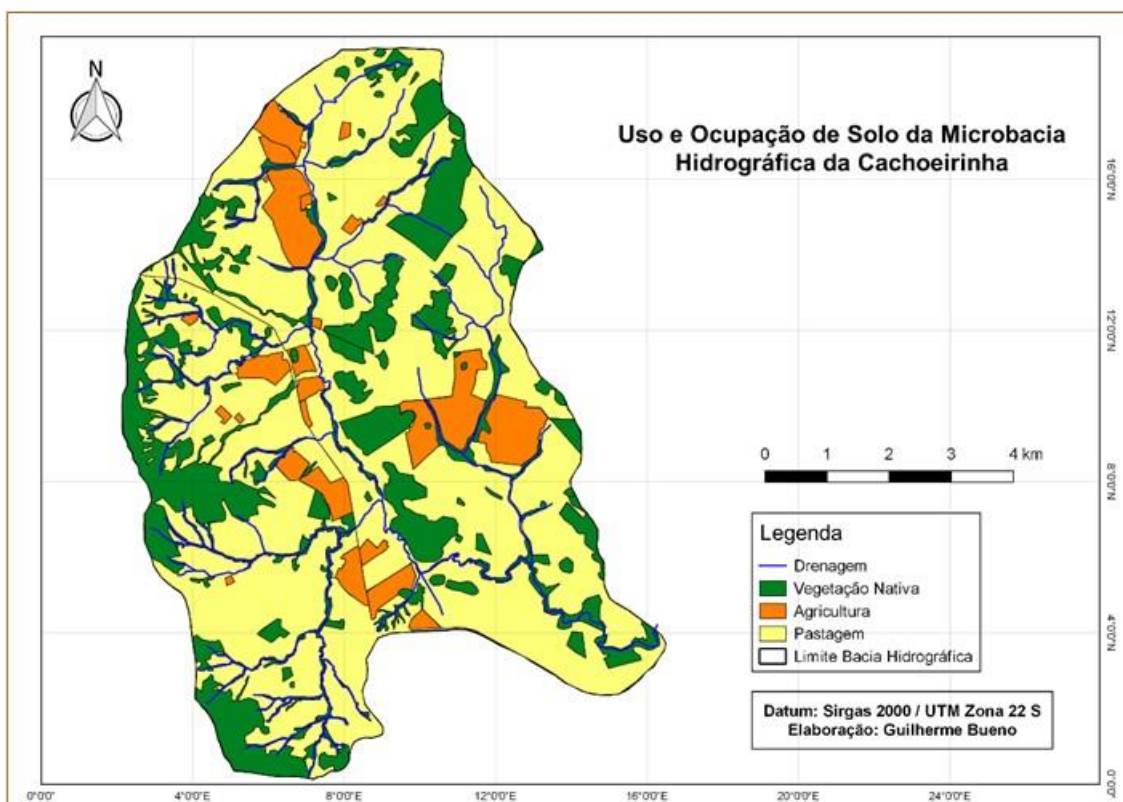 N
Uso e Ocupação de Solo da Microbacia
Hidrográfica da Cachoeirinha
16°0'0"N
12°0'0"N
0 1 2 3 4 km
8°0'0"N
Legenda
Drenagem
Vegetação Nativa
Agricultura
Pastagem
Limite Bacia Hidrográfica
4°0'0"N
Datum: Sirgas 2000 / UTM Zona 22 S
Elaboração: Guilherme Bueno
0°0'0"
0°0'0" 4°0'0"E 8°0'0"E 12°0'0"E 16°0'0"E 20°0'0"E 24°0'0"E